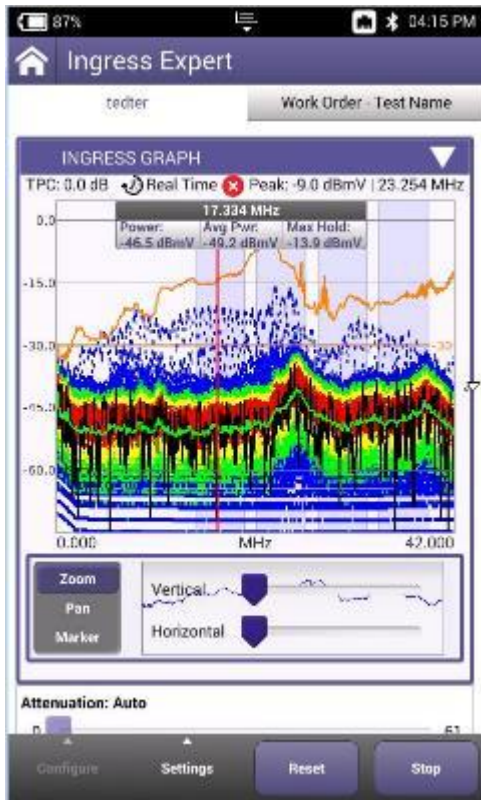 87% 04:15 PM
Ingress Expert
tedter Work Order - Test Name
INGRESS GRAPH
TPC: 0.0 dB Real Time Peak: -9.0 dBmV | 23.254 MHz
17.334 MHz
Power: Avg Pwr: Max Hold:
-46.5 dBmV -49.2 dBmV -13.9 dBmV
0.0
-15.0
-30.0 -30
-45.0
-60.0
0.000 MHz 42.000
Zoom
Vertical
Pan
Marker Horizontal
Attenuation: Auto
0 61
Configure Settings Reset Stop